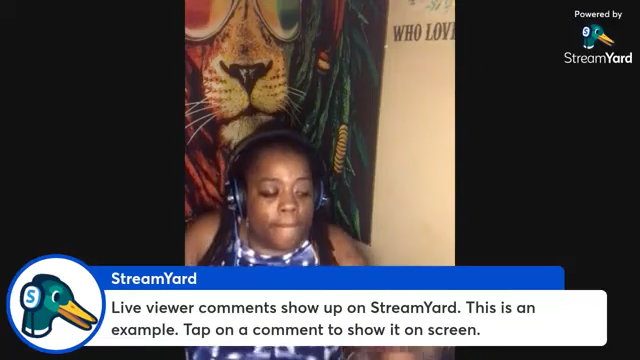 WHO LOVE
Powered by
StreamYard
StreamYard
Live viewer comments show up on StreamYard. This is an
example. Tap on a comment to show it on screen.